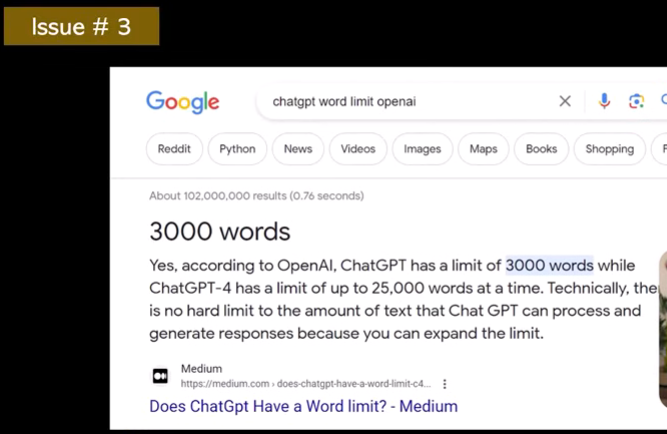 Issue # 3
Google
chatgpt word limit openai
Reddit Python News Videos Images Maps Books Shopping
About 102,000,000 results (0.76 seconds)
3000 words
Yes, according to OpenAI, ChatGPT has a limit of 3000 words while
ChatGPT-4 has a limit of up to 25,000 words at a time. Technically, the
is no hard limit to the amount of text that Chat GPT can process and
generate responses because you can expand the limit.
Medium
https://medium.com › does-chatgpt-have-a-word-limit-c4...
Does ChatGpt Have a Word limit? - Medium